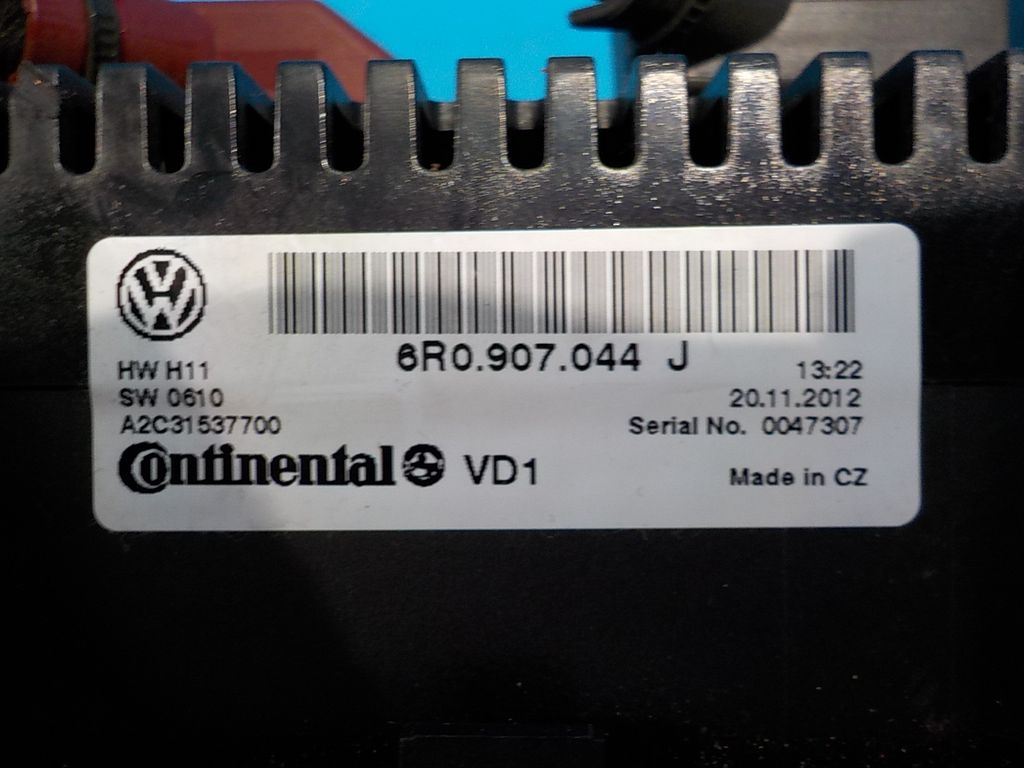 6R0.907.044 J
HW H11
13:22
SW 0610
20.11.2012
A2C31537700
Serial No. 0047307
Continental VD1
Made in CZ